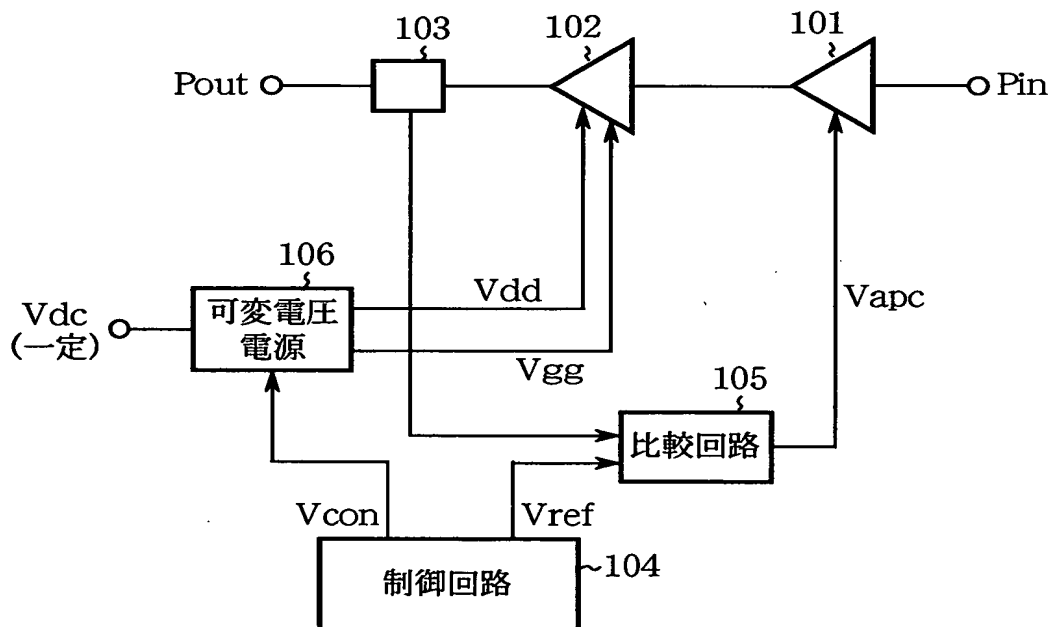 103
102
101
Pout
Pin
106
Vdc
(一定)
可変電圧
電源
Vdd
Vgg
Vapc
105
比較回路
Vcon
Vref
制御回路
104